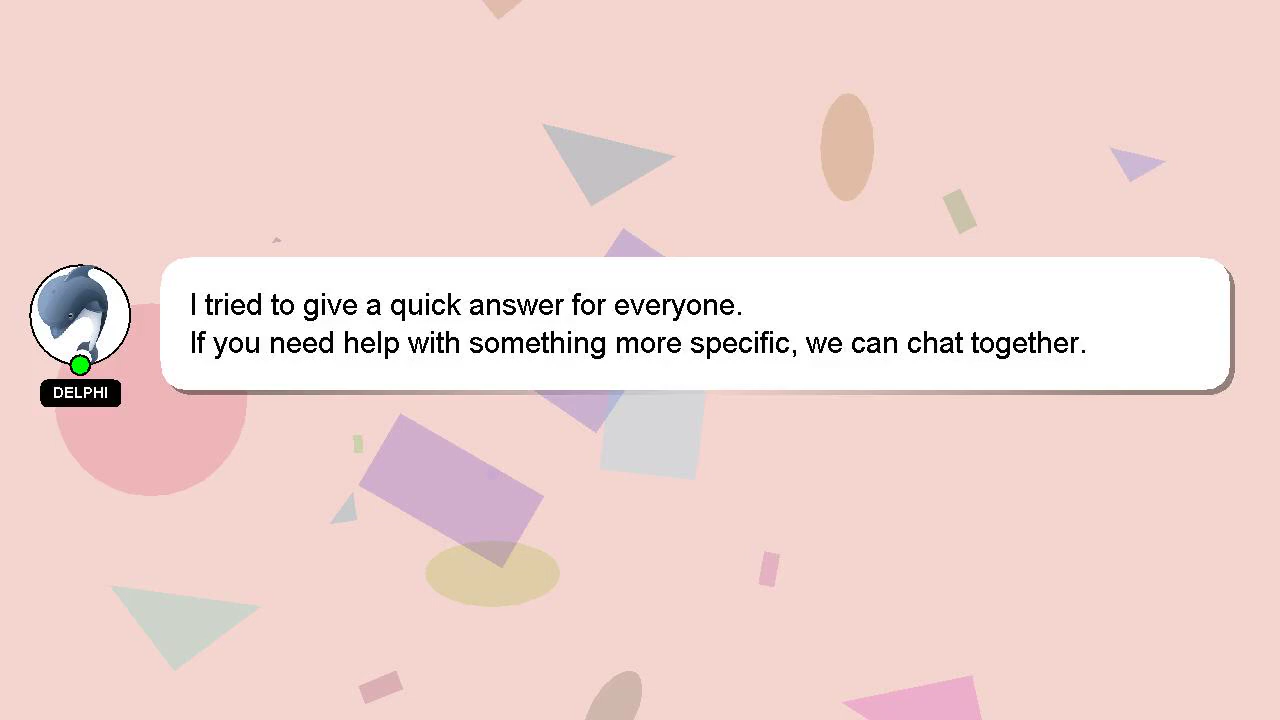 I tried to give a quick answer for everyone.
If you need help with something more specific, we can chat together.
DELPHI